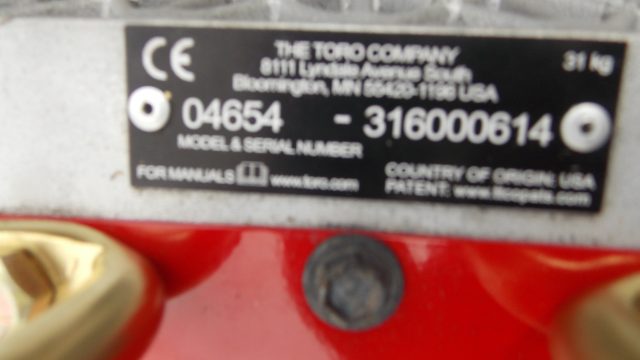 CE
THE TORO COMPANY
31 kg
8111 Lyndale Avenue South
Bloomington, MN 55420-1196 USA
04654 - 316000614
MODEL & SERIAL NUMBER
FOR MANUALS www.toro.com
COUNTRY OF ORIGIN: USA
PATENT: www.ttcopats.com